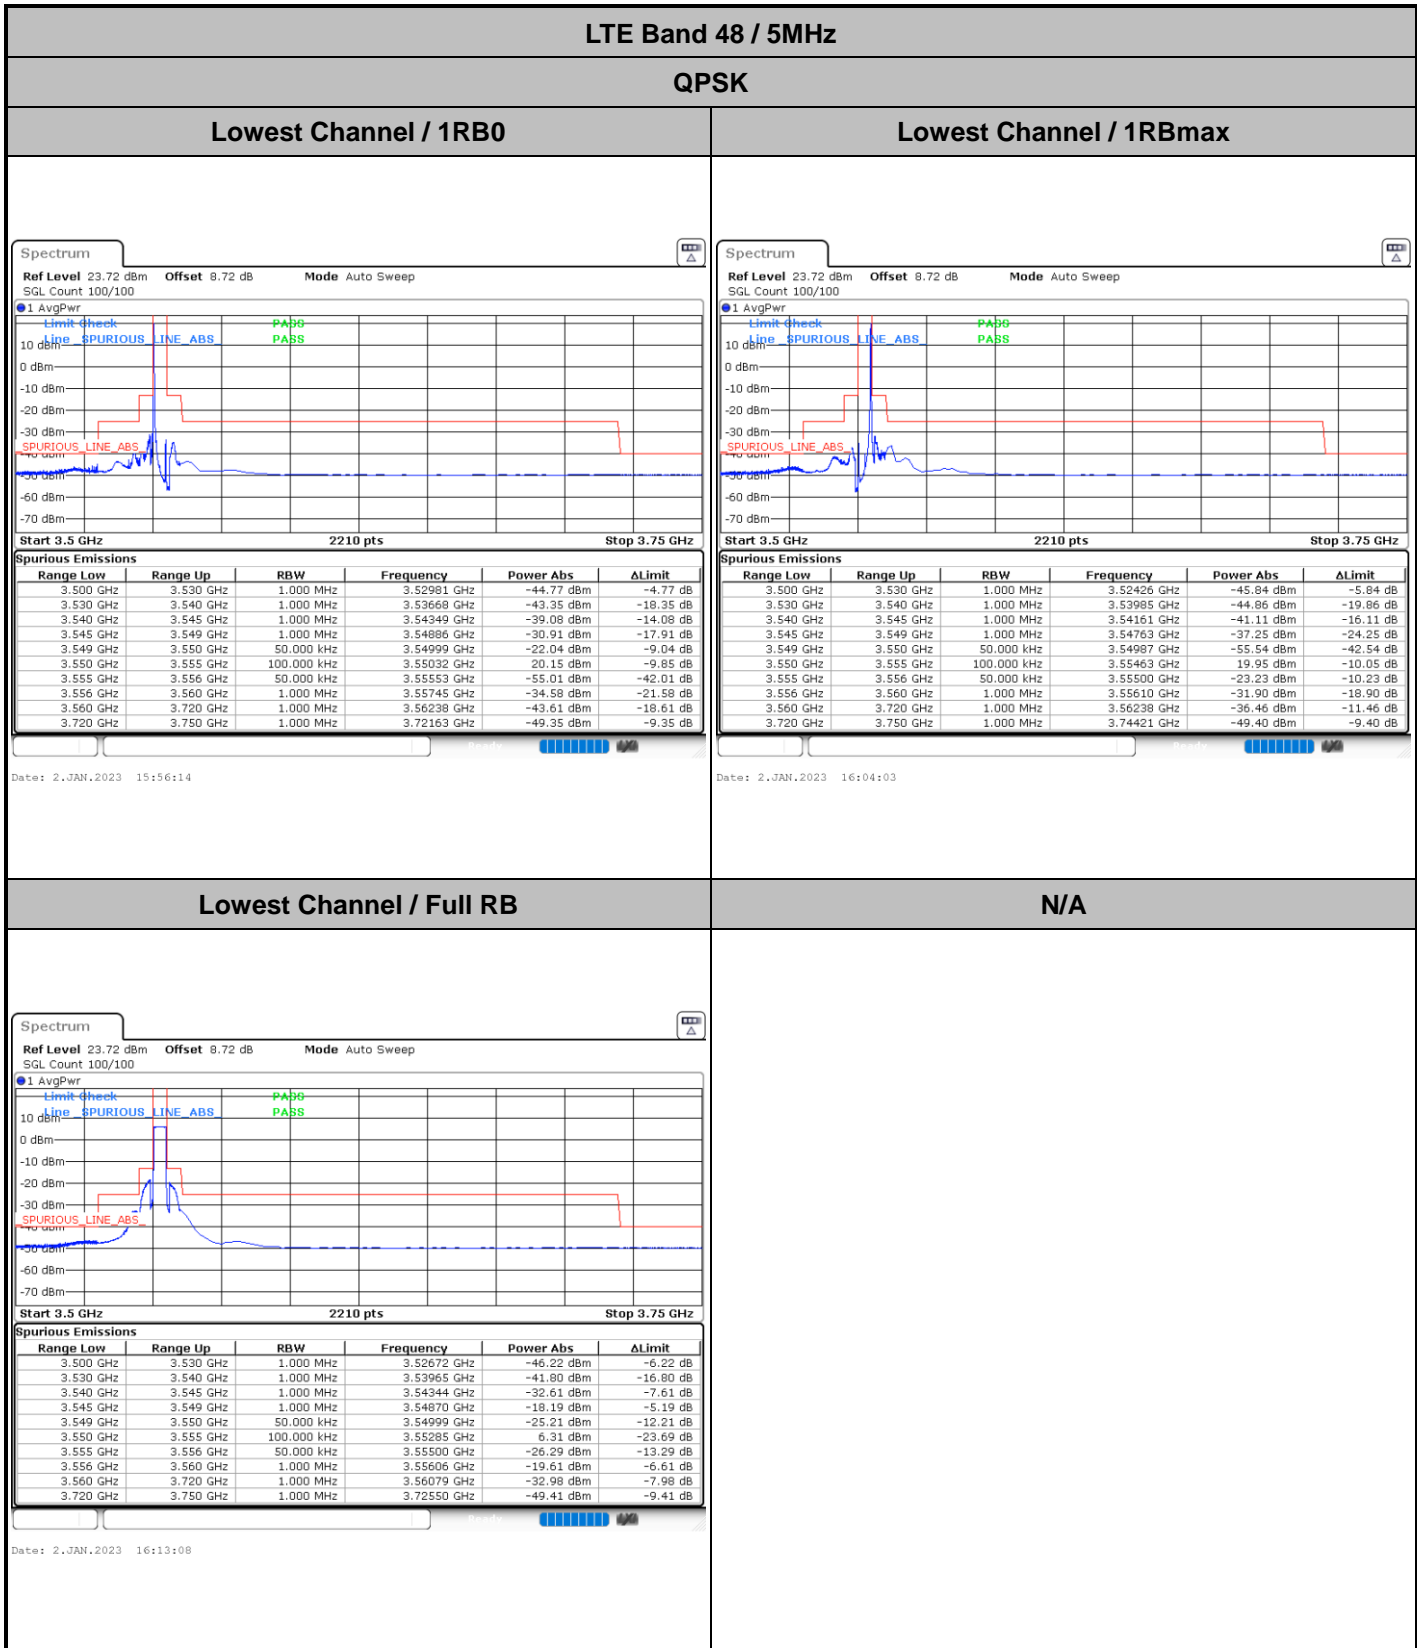 LTE Band 48 / 5MHz
QPSK
Lowest Channel / 1RB0
Lowest Channel / 1RBmax
Spectrum
Ref Level 23.72 dBm Offset 8.72 dB Mode Auto Sweep
SGL Count 100/100
1 AvgPwr
Limit Check PASS
10 dBm Line _SPURIOUS_LINE_ABS_ PASS
0 dBm
-10 dBm
-20 dBm
-30 dBm
_SPURIOUS_LINE_ABS_
-40 dBm
-50 dBm
-60 dBm
-70 dBm
Start 3.5 GHz 2210 pts Stop 3.75 GHz
Spurious Emissions
Range Low Range Up RBW Frequency Power Abs ΔLimit
3.500 GHz 3.530 GHz 1.000 MHz 3.52981 GHz -44.77 dBm -4.77 dB
3.530 GHz 3.540 GHz 1.000 MHz 3.53668 GHz -43.35 dBm -18.35 dB
3.540 GHz 3.545 GHz 1.000 MHz 3.54349 GHz -39.08 dBm -14.08 dB
3.545 GHz 3.549 GHz 1.000 MHz 3.54886 GHz -30.91 dBm -17.91 dB
3.549 GHz 3.550 GHz 50.000 kHz 3.54999 GHz -22.04 dBm -9.04 dB
3.550 GHz 3.555 GHz 100.000 kHz 3.55032 GHz 20.15 dBm -9.85 dB
3.555 GHz 3.556 GHz 50.000 kHz 3.55553 GHz -55.01 dBm -42.01 dB
3.556 GHz 3.560 GHz 1.000 MHz 3.55745 GHz -34.58 dBm -21.58 dB
3.560 GHz 3.720 GHz 1.000 MHz 3.56238 GHz -43.61 dBm -18.61 dB
3.720 GHz 3.750 GHz 1.000 MHz 3.72163 GHz -49.35 dBm -9.35 dB
Ready
Date: 2.JAN.2023 15:56:14
Spectrum
Ref Level 23.72 dBm Offset 8.72 dB Mode Auto Sweep
SGL Count 100/100
1 AvgPwr
Limit Check PASS
10 dBm Line _SPURIOUS_LINE_ABS_ PASS
0 dBm
-10 dBm
-20 dBm
-30 dBm
_SPURIOUS_LINE_ABS_
-40 dBm
-50 dBm
-60 dBm
-70 dBm
Start 3.5 GHz 2210 pts Stop 3.75 GHz
Spurious Emissions
Range Low Range Up RBW Frequency Power Abs ΔLimit
3.500 GHz 3.530 GHz 1.000 MHz 3.52426 GHz -45.84 dBm -5.84 dB
3.530 GHz 3.540 GHz 1.000 MHz 3.53985 GHz -44.86 dBm -19.86 dB
3.540 GHz 3.545 GHz 1.000 MHz 3.54161 GHz -41.11 dBm -16.11 dB
3.545 GHz 3.549 GHz 1.000 MHz 3.54763 GHz -37.25 dBm -24.25 dB
3.549 GHz 3.550 GHz 50.000 kHz 3.54987 GHz -55.54 dBm -42.54 dB
3.550 GHz 3.555 GHz 100.000 kHz 3.55463 GHz 19.95 dBm -10.05 dB
3.555 GHz 3.556 GHz 50.000 kHz 3.55500 GHz -23.23 dBm -10.23 dB
3.556 GHz 3.560 GHz 1.000 MHz 3.55610 GHz -31.90 dBm -18.90 dB
3.560 GHz 3.720 GHz 1.000 MHz 3.56238 GHz -36.46 dBm -11.46 dB
3.720 GHz 3.750 GHz 1.000 MHz 3.74421 GHz -49.40 dBm -9.40 dB
Ready
Date: 2.JAN.2023 16:04:03
Lowest Channel / Full RB
N/A
Spectrum
Ref Level 23.72 dBm Offset 8.72 dB Mode Auto Sweep
SGL Count 100/100
1 AvgPwr
Limit Check PASS
10 dBm Line _SPURIOUS_LINE_ABS_ PASS
0 dBm
-10 dBm
-20 dBm
-30 dBm
_SPURIOUS_LINE_ABS_
-40 dBm
-50 dBm
-60 dBm
-70 dBm
Start 3.5 GHz 2210 pts Stop 3.75 GHz
Spurious Emissions
Range Low Range Up RBW Frequency Power Abs ΔLimit
3.500 GHz 3.530 GHz 1.000 MHz 3.52672 GHz -46.22 dBm -6.22 dB
3.530 GHz 3.540 GHz 1.000 MHz 3.53965 GHz -41.80 dBm -16.80 dB
3.540 GHz 3.545 GHz 1.000 MHz 3.54344 GHz -32.61 dBm -7.61 dB
3.545 GHz 3.549 GHz 1.000 MHz 3.54870 GHz -18.19 dBm -5.19 dB
3.549 GHz 3.550 GHz 50.000 kHz 3.54999 GHz -25.21 dBm -12.21 dB
3.550 GHz 3.555 GHz 100.000 kHz 3.55285 GHz 6.31 dBm -23.69 dB
3.555 GHz 3.556 GHz 50.000 kHz 3.55500 GHz -26.29 dBm -13.29 dB
3.556 GHz 3.560 GHz 1.000 MHz 3.55606 GHz -19.61 dBm -6.61 dB
3.560 GHz 3.720 GHz 1.000 MHz 3.56079 GHz -32.98 dBm -7.98 dB
3.720 GHz 3.750 GHz 1.000 MHz 3.72550 GHz -49.41 dBm -9.41 dB
Ready
Date: 2.JAN.2023 16:13:08